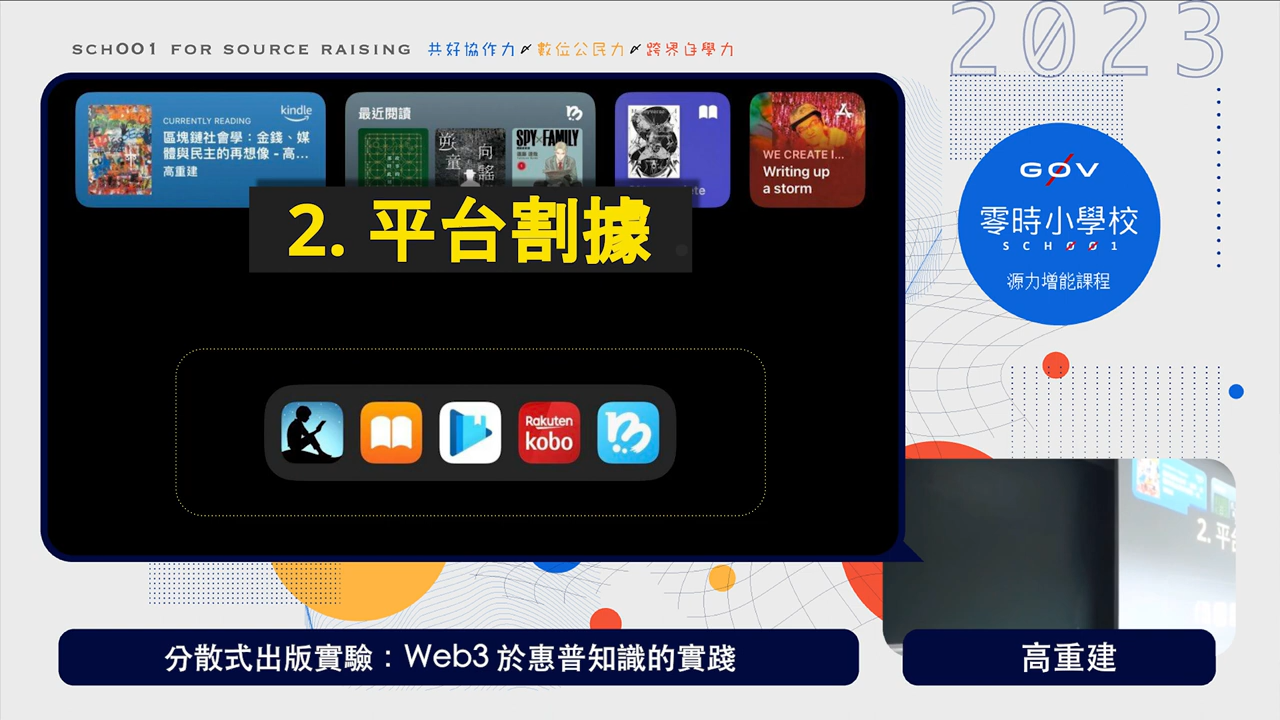 SCH001 FOR SOURCE RAISING 共好協作力 數位公民力 跨界自學力
2023
CURRENTLY READING
kindle
區塊鏈社會學：金錢、媒
體與民主的再想像 - 高...
高重建
最近閱讀
SPY×FAMILY
WE CREATE I...
Writing up
a storm
2. 平台割據
Rakuten
kobo
G0V
零時小學校
SCH001
源力增能課程
2. 平台
分散式出版實驗：Web3 於惠普知識的實踐
高重建